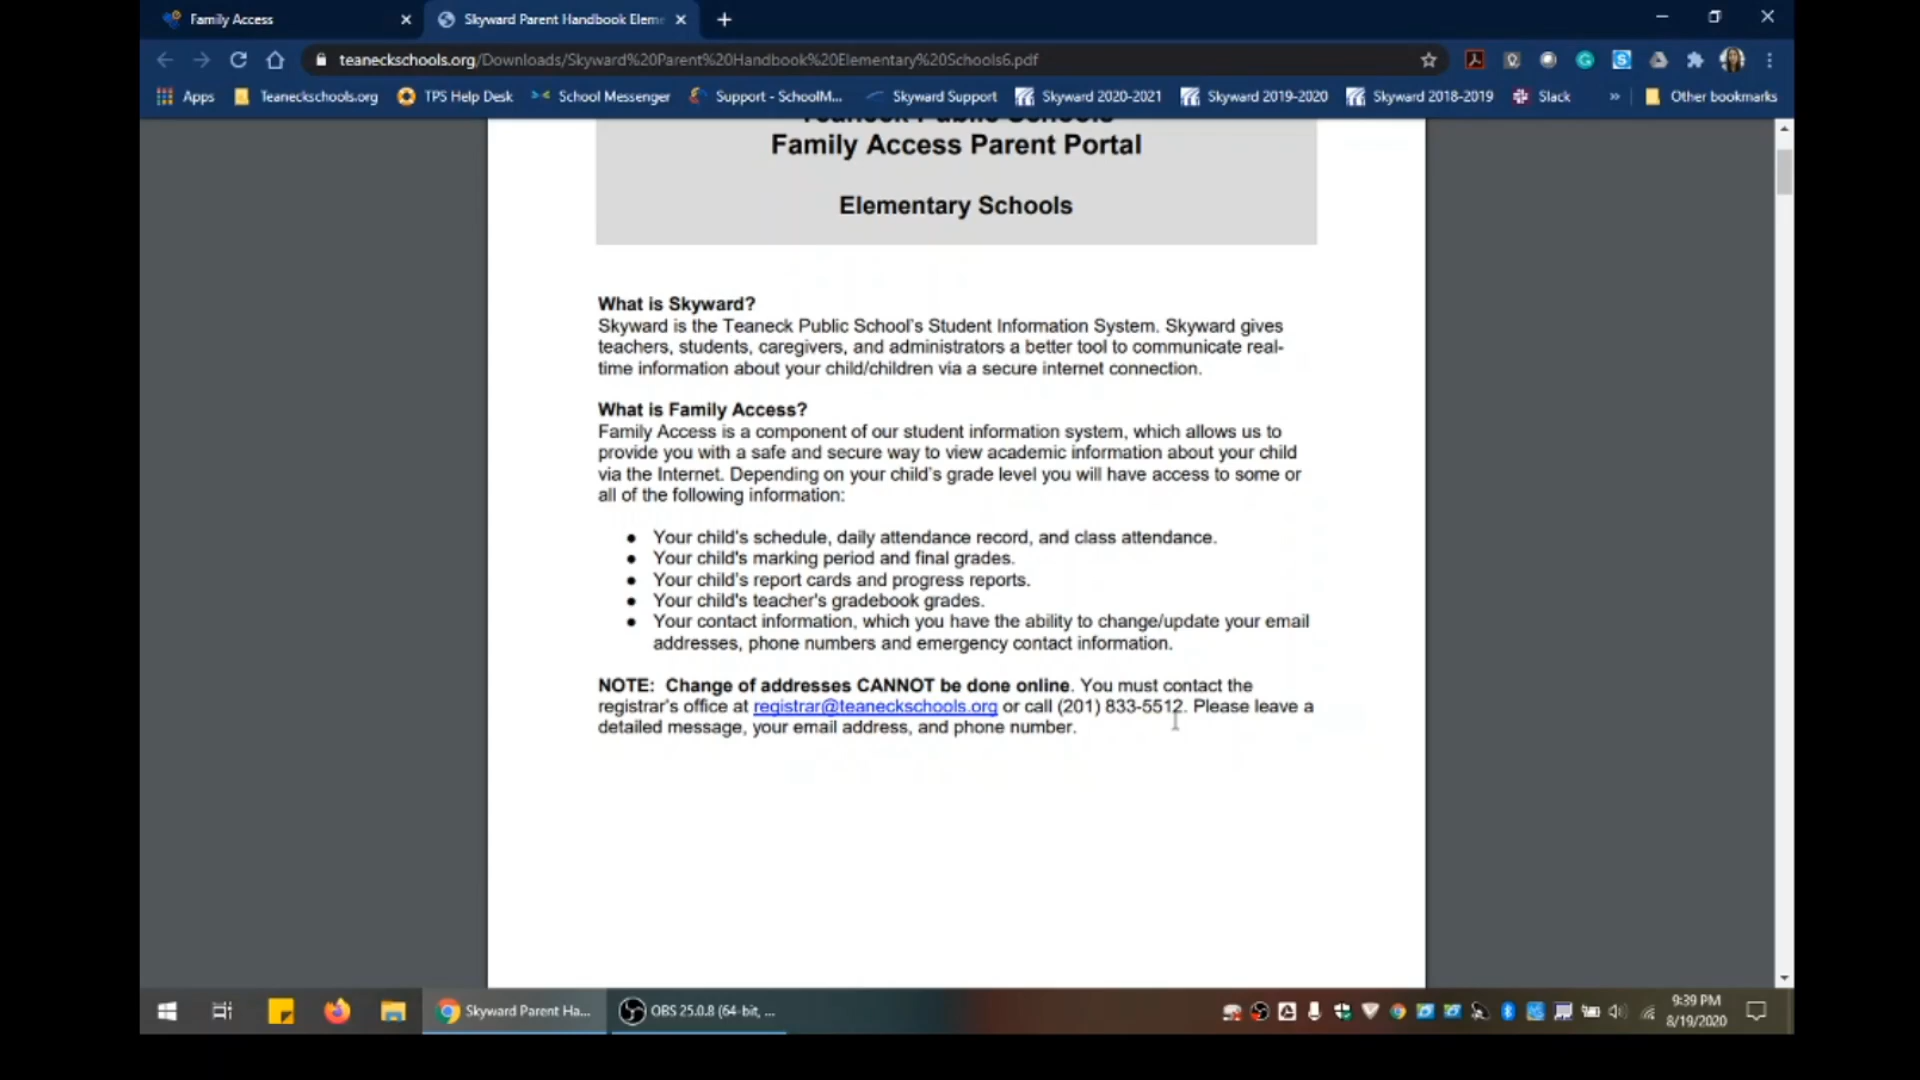 Family Access
Skyward Parent Handbook Eleme
teaneckschools.org/Downloads/Skyward%20Parent%20Handbook%20Elementary%20Schools6.pdf
Apps
Teaneckschools.org
TPS Help Desk
School Messenger
Support - SchoolM...
Skyward Support
Skyward 2020-2021
Skyward 2019-2020
Skyward 2018-2019
Slack
»
Other bookmarks
Teaneck Public Schools
Family Access Parent Portal
Elementary Schools
What is Skyward?
Skyward is the Teaneck Public School's Student Information System. Skyward gives
teachers, students, caregivers, and administrators a better tool to communicate real-
time information about your child/children via a secure internet connection.
What is Family Access?
Family Access is a component of our student information system, which allows us to
provide you with a safe and secure way to view academic information about your child
via the Internet. Depending on your child's grade level you will have access to some or
all of the following information:
● Your child's schedule, daily attendance record, and class attendance.
● Your child's marking period and final grades.
● Your child's report cards and progress reports.
● Your child's teacher's gradebook grades.
● Your contact information, which you have the ability to change/update your email
addresses, phone numbers and emergency contact information.
NOTE: Change of addresses CANNOT be done online. You must contact the
registrar's office at registrar@teaneckschools.org or call (201) 833-5512. Please leave a
detailed message, your email address, and phone number.
Skyward Parent Ha...
OBS 25.0.8 (64-bit, ...
9:39 PM
8/19/2020